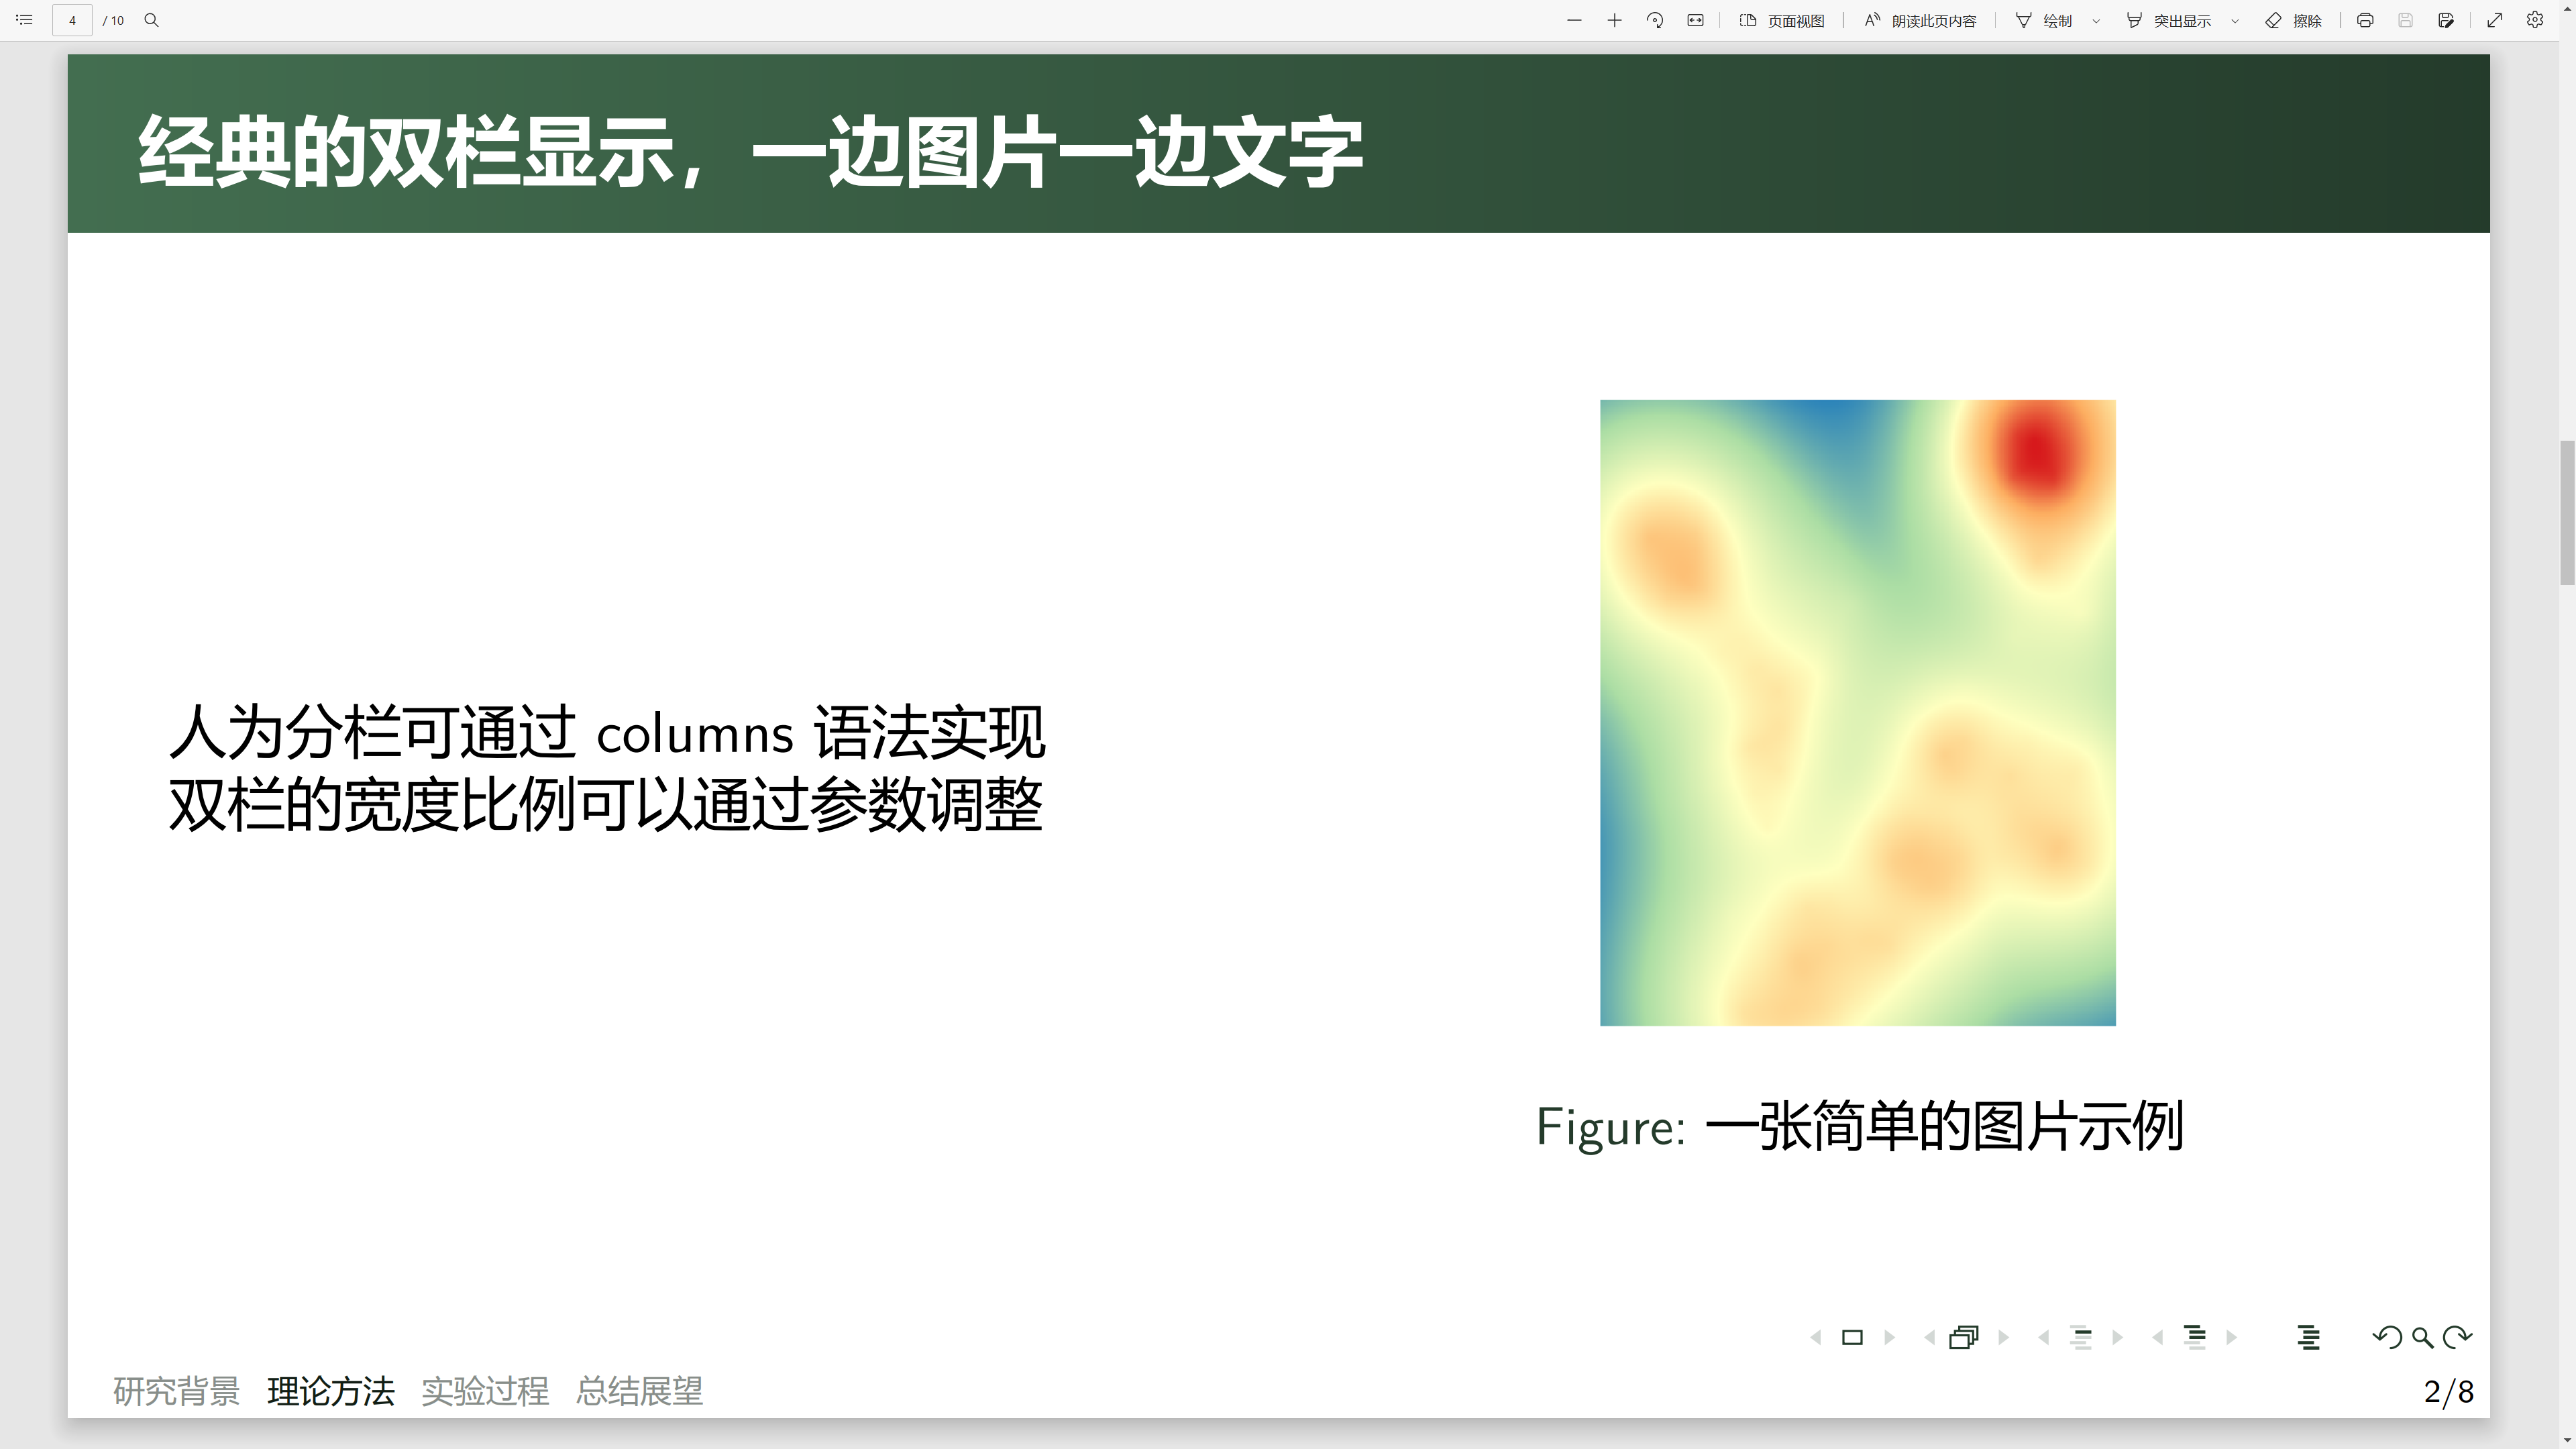 4 / 10 页面视图 朗读此页内容 绘制 突出显示 擦除
经典的双栏显示，一边图片一边文字
人为分栏可通过 columns 语法实现
双栏的宽度比例可以通过参数调整
Figure: 一张简单的图片示例
研究背景 理论方法 实验过程 总结展望 2/8